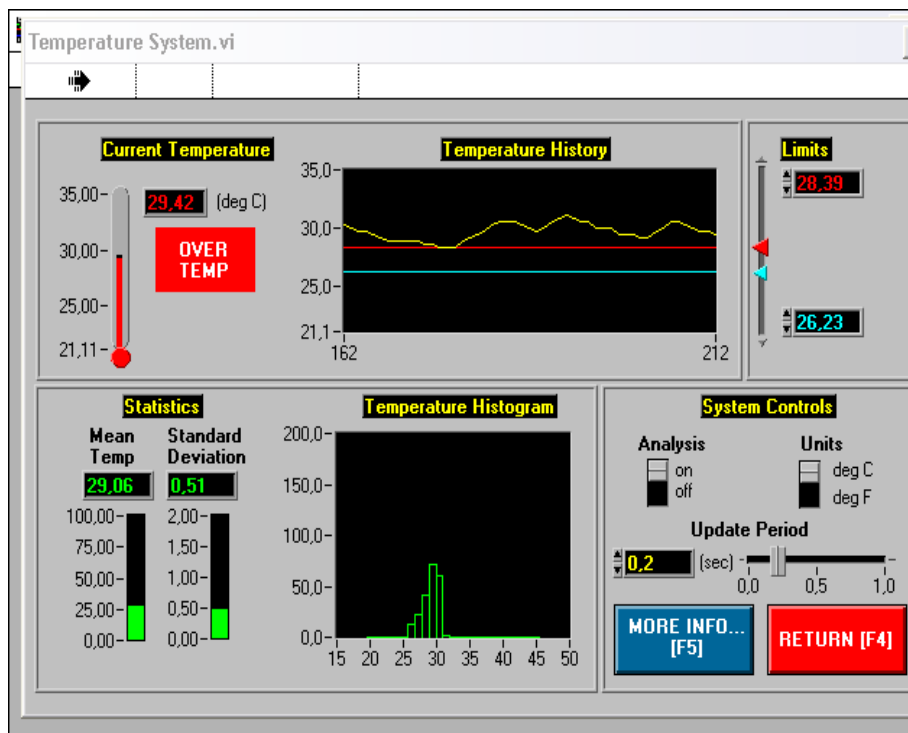 Temperature System.vi
Current Temperature
35,00
30,00
25,00
21,11
29,42 (deg C)
OVER
TEMP
Temperature History
35,0
30,0
25,0
21,1
162 212
Limits
28,39
26,23
Statistics
Mean
Temp
29,06
100,00
75,00
50,00
25,00
0,00
Standard
Deviation
0,51
2,00
1,50
1,00
0,50
0,00
Temperature Histogram
200,0
150,0
100,0
50,0
0,0
15 20 25 30 35 40 45 50
System Controls
Analysis
on
off
Units
deg C
deg F
Update Period
0,2 (sec)
0,0 0,5 1,0
MORE INFO...
[F5]
RETURN [F4]